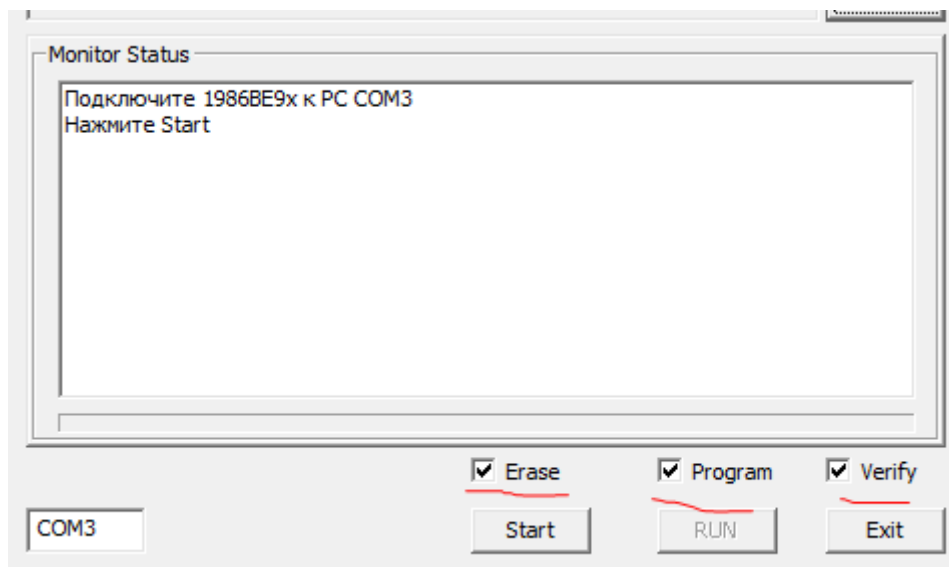 Monitor Status
Подключите 1986ВЕ9х к PC COM3
Нажмите Start
Erase
Program
Verify
COM3
Start
RUN
Exit